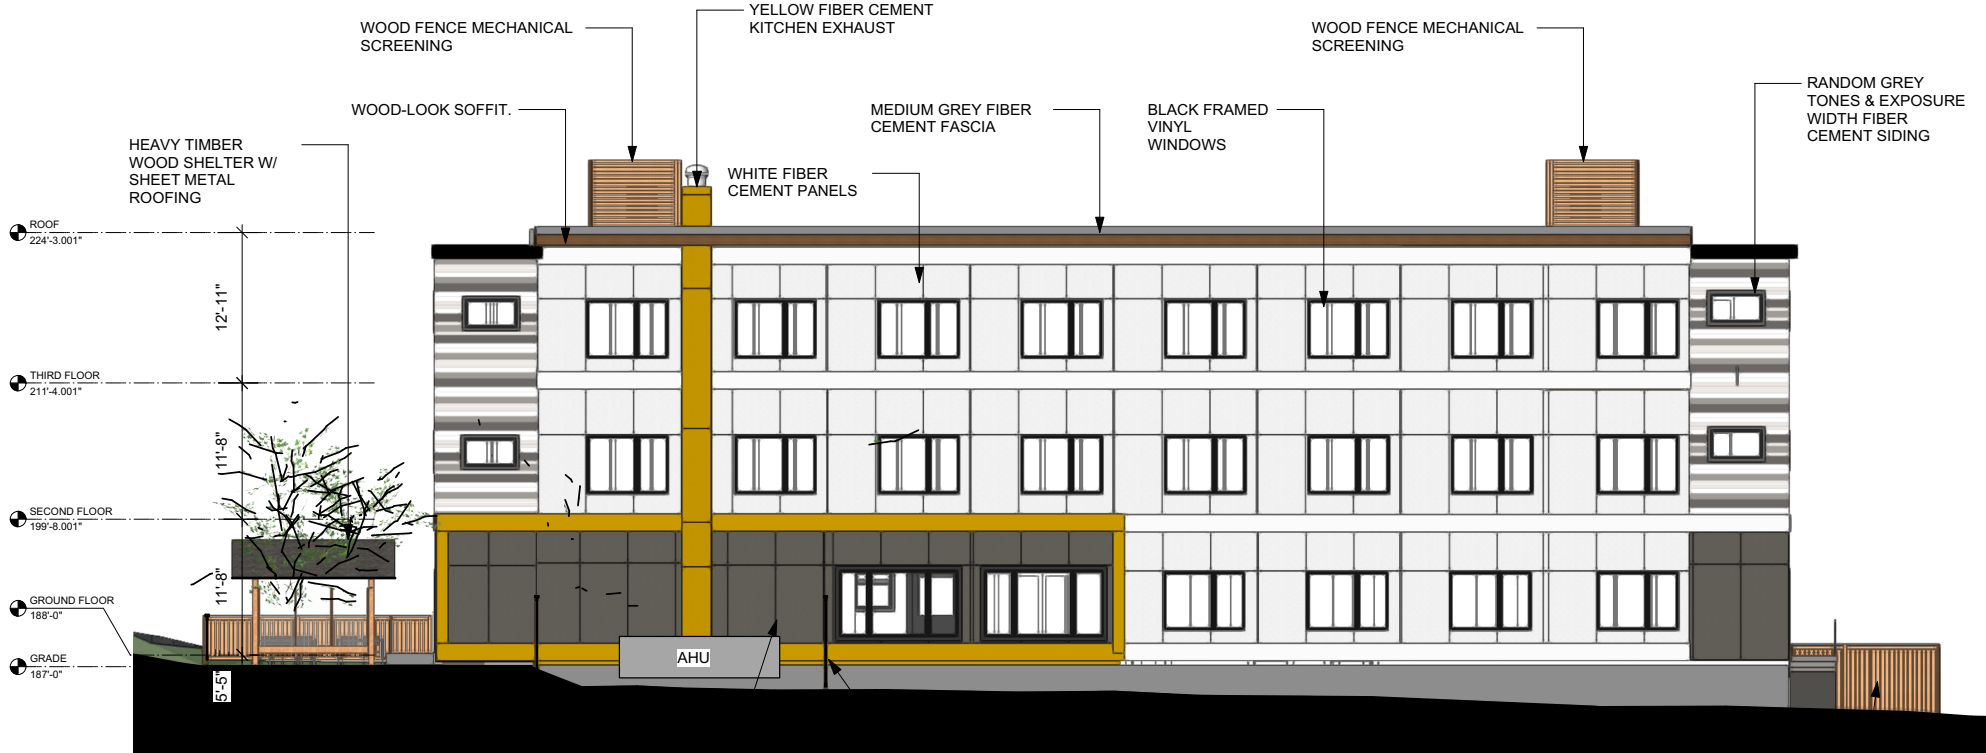 YELLOW FIBER CEMENT
KITCHEN EXHAUST
WOOD FENCE MECHANICAL
SCREENING
WOOD FENCE MECHANICAL
SCREENING
RANDOM GREY
TONES & EXPOSURE
WIDTH FIBER
CEMENT SIDING
WOOD-LOOK SOFFIT.
MEDIUM GREY FIBER
CEMENT FASCIA
BLACK FRAMED
VINYL
WINDOWS
HEAVY TIMBER
WOOD SHELTER W/
SHEET METAL
ROOFING
WHITE FIBER
CEMENT PANELS
ROOF
224'-3.001"
12'-11"
THIRD FLOOR
211'-4.001"
11'-8"
SECOND FLOOR
199'-8.001"
11'-8"
GROUND FLOOR
188'-0"
GRADE
187'-0"
5'-5"
AHU